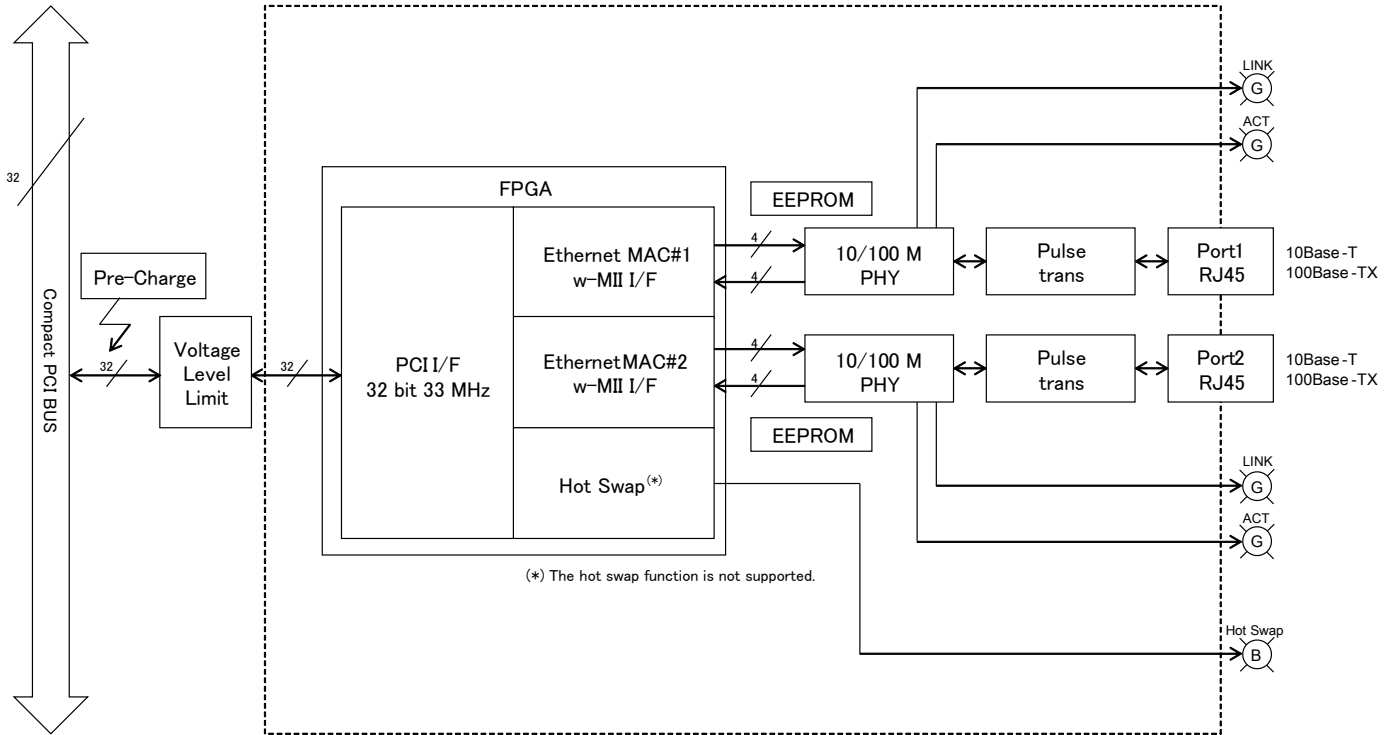 LINK
G
ACT
G
32
FPGA
EEPROM
Ethernet MAC#1
w-MII I/F
4
4
10/100 M
PHY
Pulse
trans
Port1
RJ45
10Base-T
100Base-TX
Pre-Charge
Compact PCI BUS
32
Voltage
Level
Limit
32
PCI I/F
32 bit 33 MHz
Ethernet MAC#2
w-MII I/F
4
4
10/100 M
PHY
Pulse
trans
Port2
RJ45
10Base-T
100Base-TX
EEPROM
Hot Swap(*)
LINK
G
ACT
G
(*) The hot swap function is not supported.
Hot Swap
B